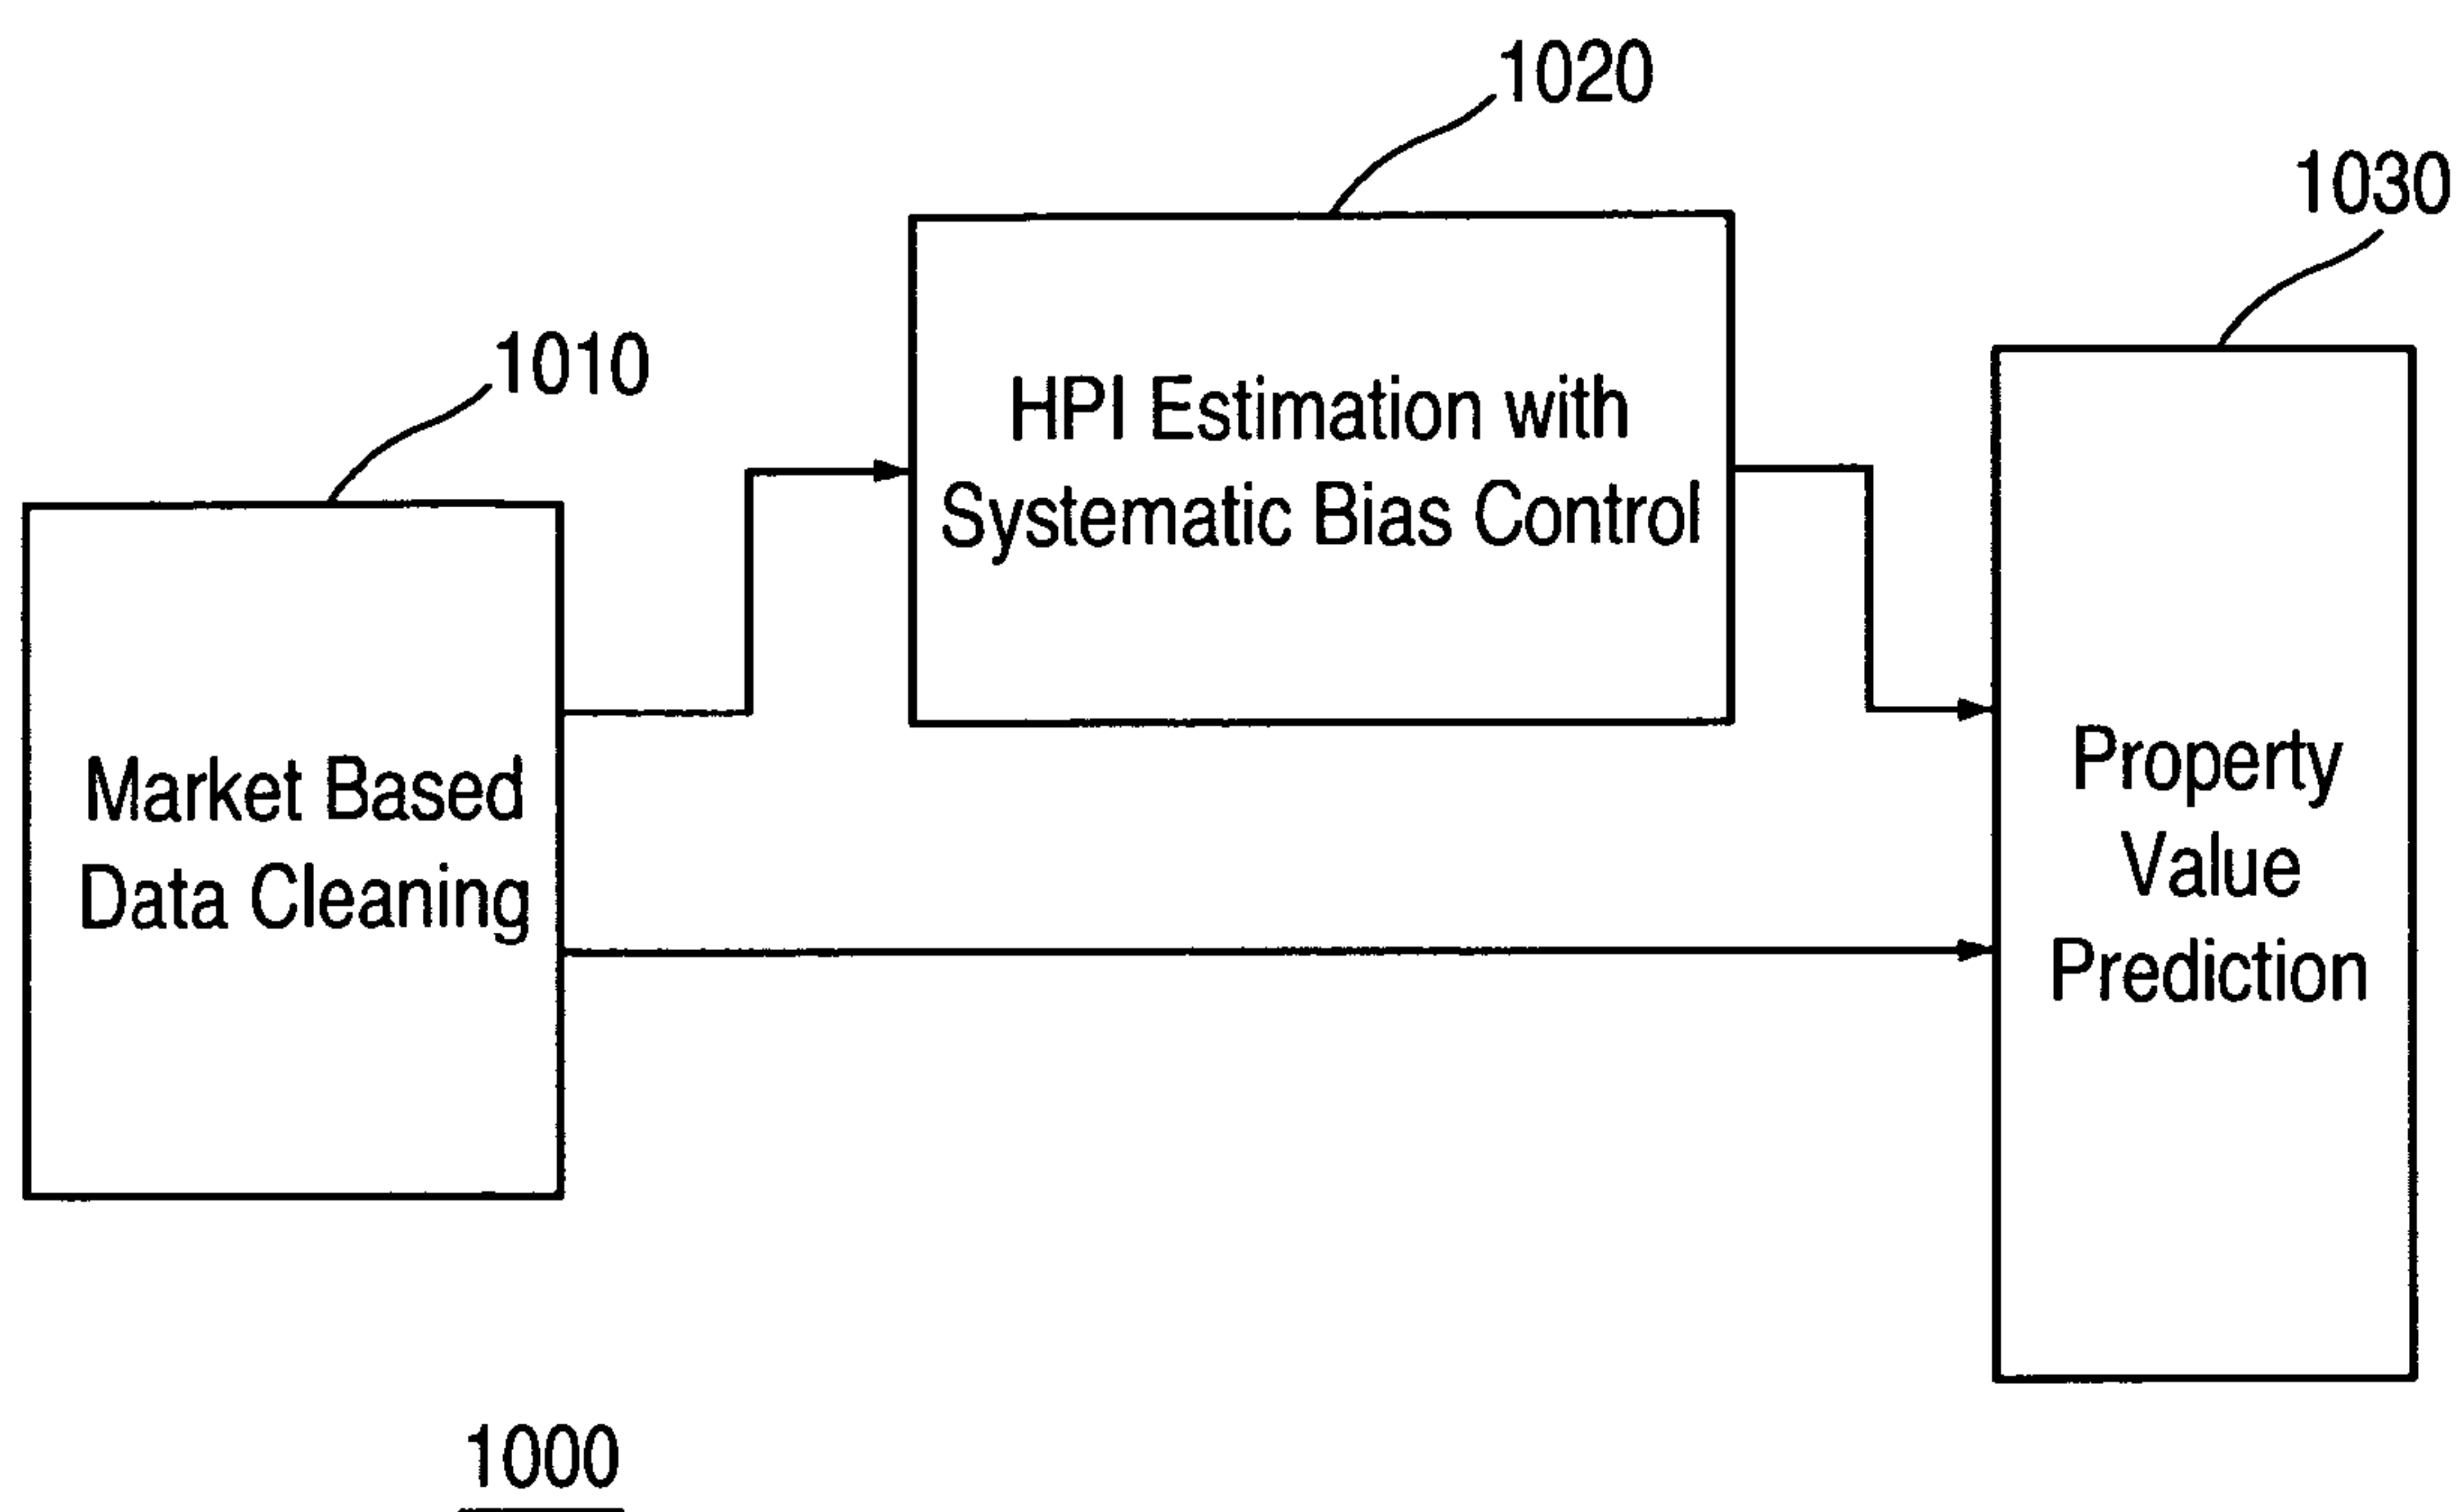 1020
1030
1010
HPI Estimation with
Systematic Bias Control
Market Based
Data Cleaning
Property
Value
Prediction
1000